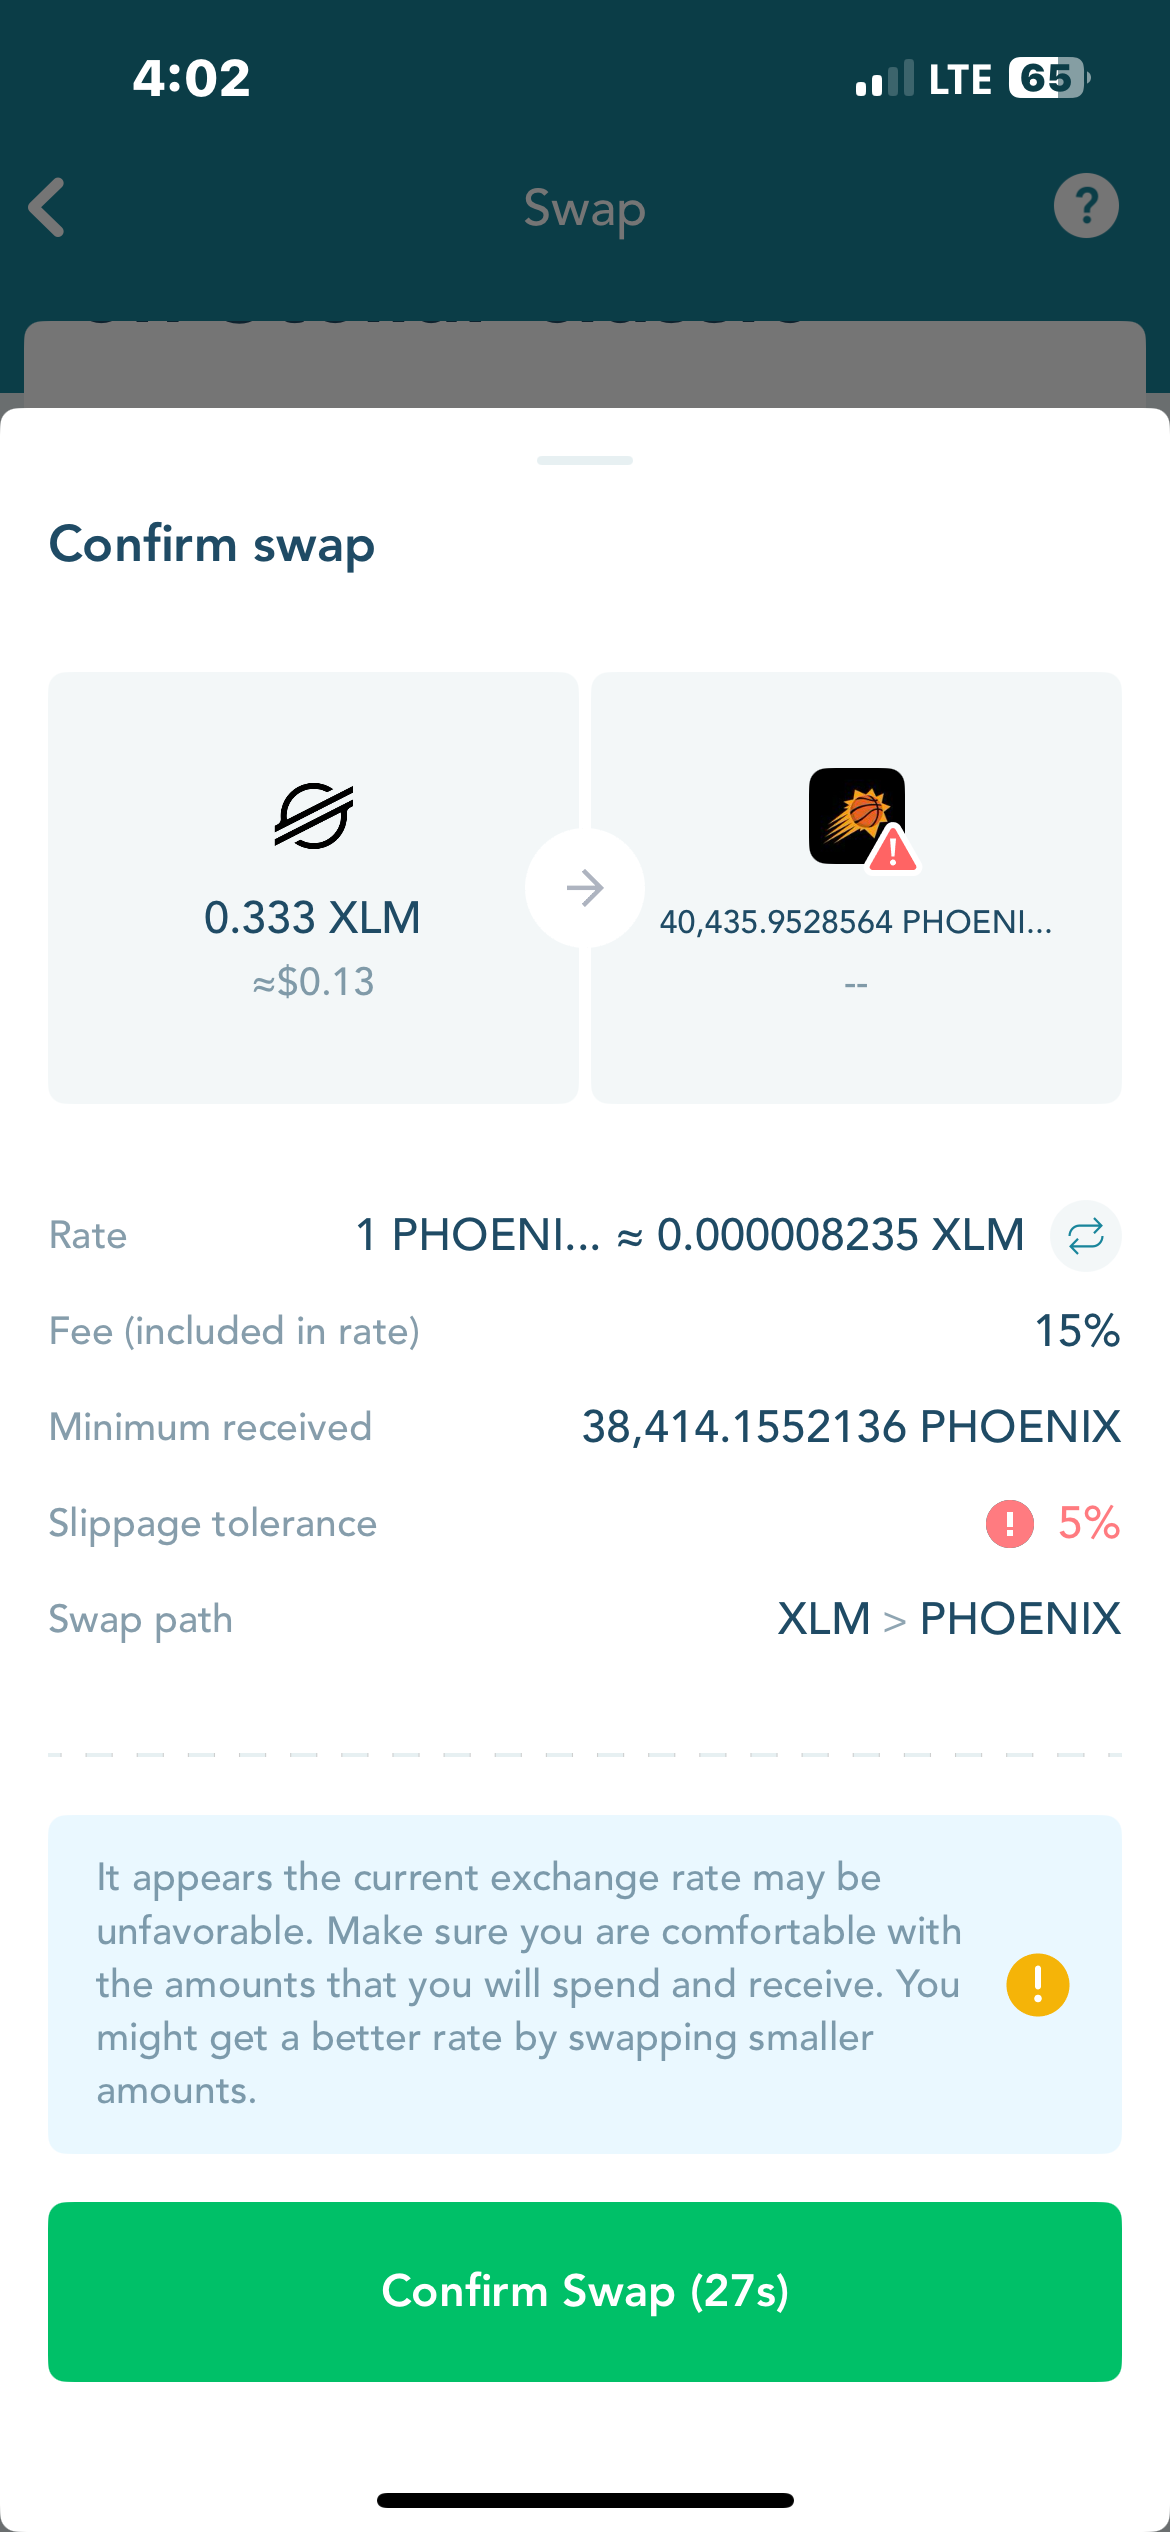 4:02
LTE 65
Swap
?
Confirm swap
0.333 XLM
≈$0.13
40,435.9528564 PHOENI...
--
Rate 1 PHOENI... ≈ 0.000008235 XLM
Fee (included in rate) 15%
Minimum received 38,414.1552136 PHOENIX
Slippage tolerance ! 5%
Swap path XLM > PHOENIX
It appears the current exchange rate may be
unfavorable. Make sure you are comfortable with
the amounts that you will spend and receive. You
might get a better rate by swapping smaller
amounts.
Confirm Swap (27s)